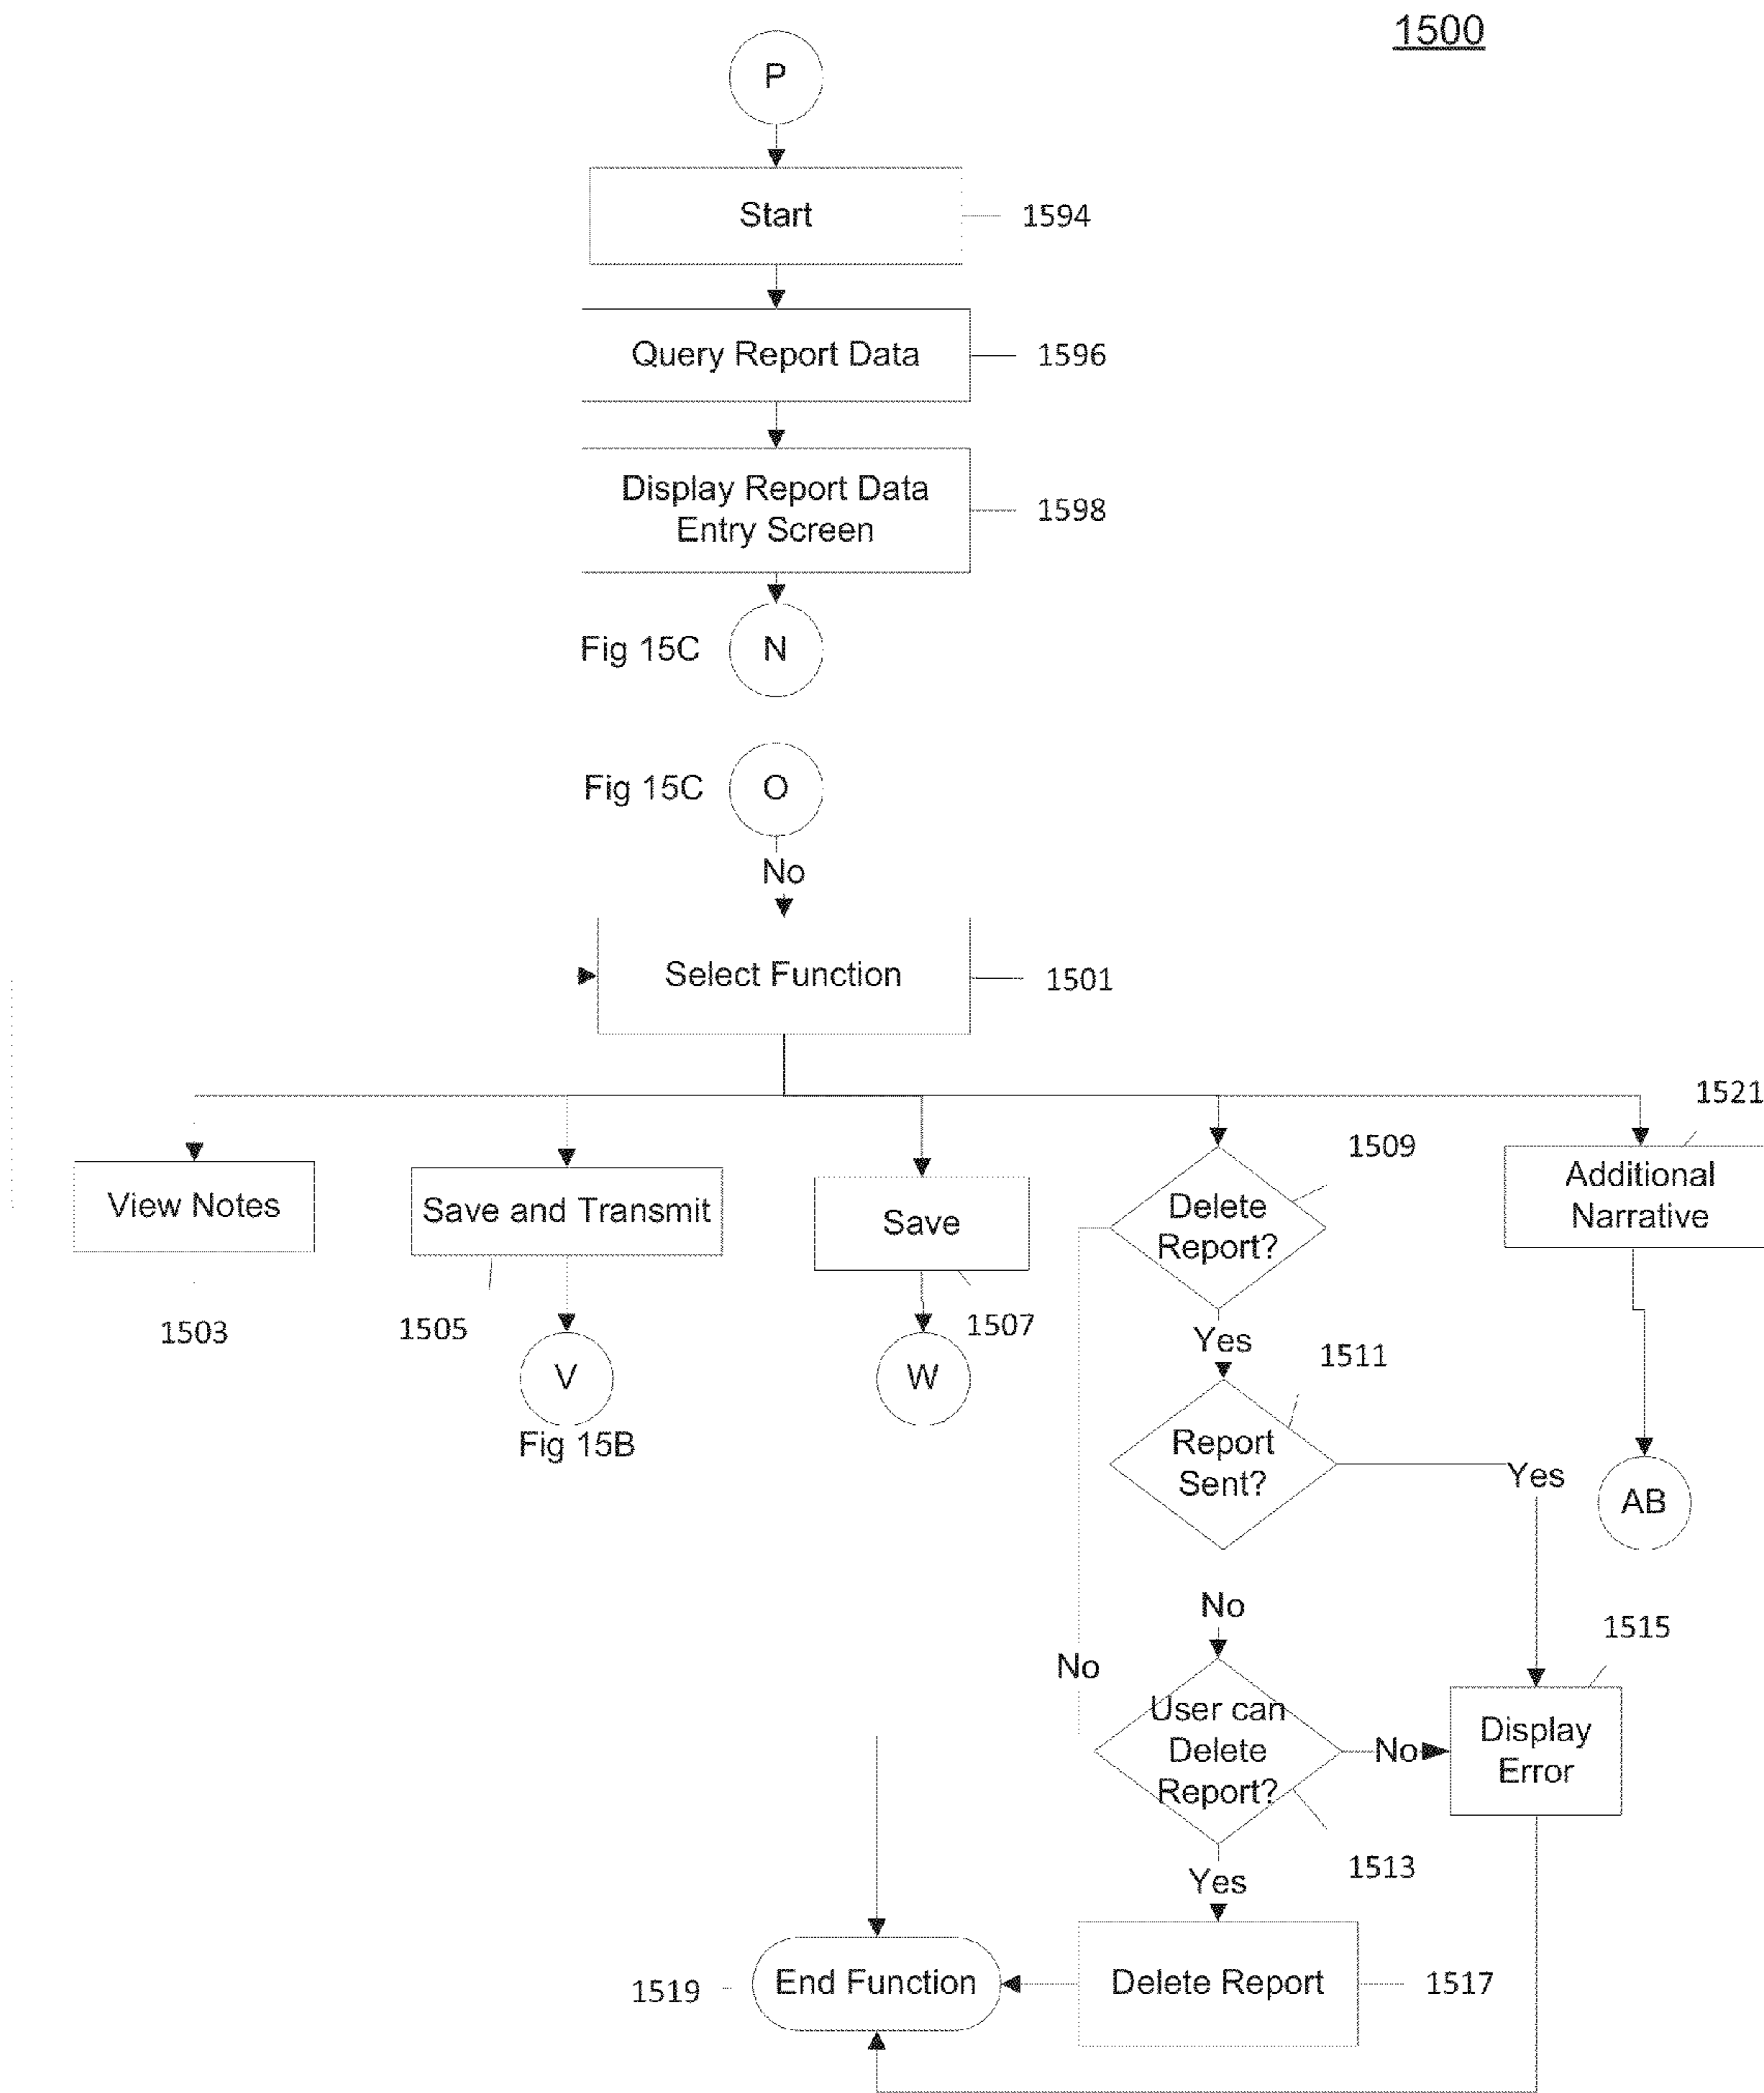 1500
P
Start
1594
Query Report Data
1596
Display Report Data
Entry Screen
1598
Fig 15C
N
Fig 15C
O
No
Select Function
1501
1521
1509
View Notes
Save and Transmit
Save
Delete
Report?
Additional
Narrative
1503
1505
1507
Yes
1511
V
W
Fig 15B
Report
Sent?
Yes
AB
No
1515
No
User can
Delete
Report?
No
Display
Error
1513
Yes
1519
End Function
Delete Report
1517